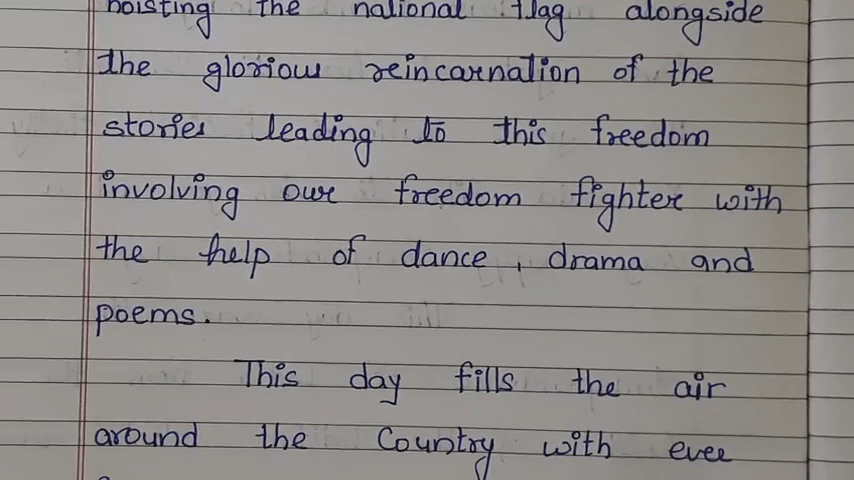 hoisting the national flag alongside
the glorious reincarnation of the
stories leading to this freedom
involving our freedom fighter with
the help of dance, drama and
poems.
This day fills the air
around the Country with ever